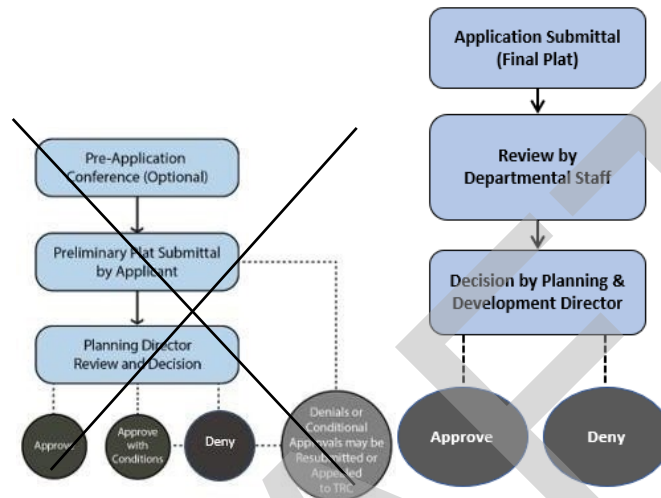 Pre-Application
Conference (Optional)
Preliminary Plat Submittal
by Applicant
Planning Director
Review and Decision
Approve
Approve
with
Conditions
Deny
Denials or
Conditional
Approvals may be
Resubmitted or
Appealed
to TRC
Application Submittal
(Final Plat)
Review by
Departmental Staff
Decision by Planning &
Development Director
Approve
Deny